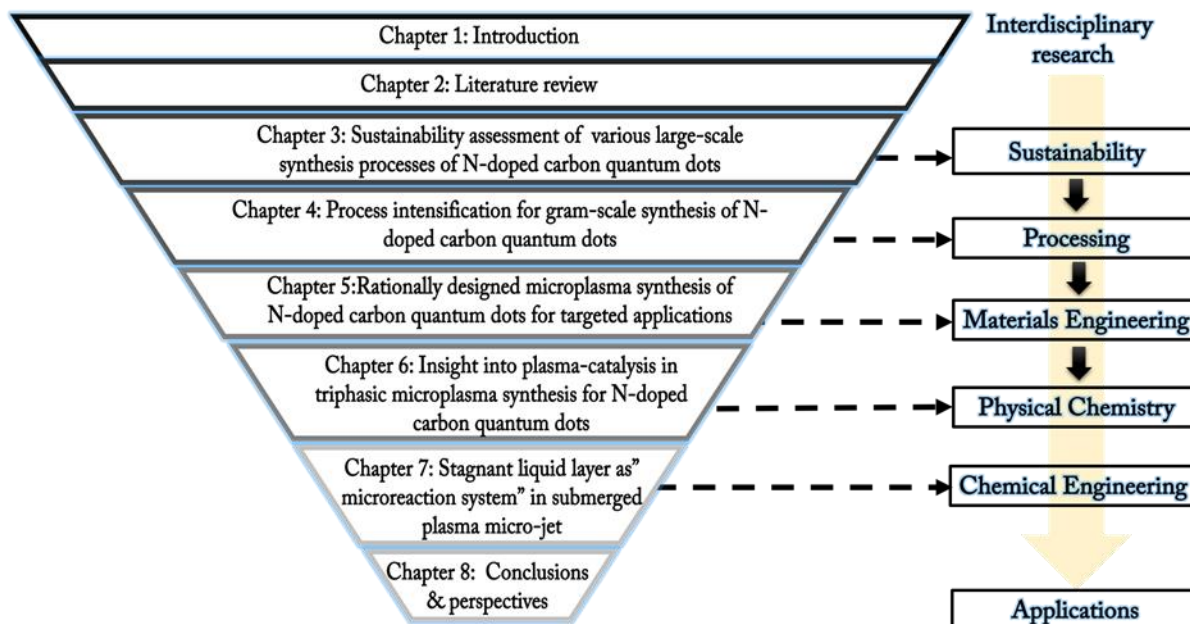 Chapter 1: Introduction
Chapter 2: Literature review
Chapter 3: Sustainability assessment of various large-scale
synthesis processes of N-doped carbon quantum dots
Chapter 4: Process intensification for gram-scale synthesis of N-
doped carbon quantum dots
Chapter 5:Rationally designed microplasma synthesis of
N-doped carbon quantum dots for targeted applications
Chapter 6: Insight into plasma-catalysis in
triphasic microplasma synthesis for N-doped
carbon quantum dots
Chapter 7: Stagnant liquid layer as”
microreaction system” in submerged
plasma micro-jet
Chapter 8: Conclusions
& perspectives
Interdisciplinary
research
Sustainability
Processing
Materials Engineering
Physical Chemistry
Chemical Engineering
Applications